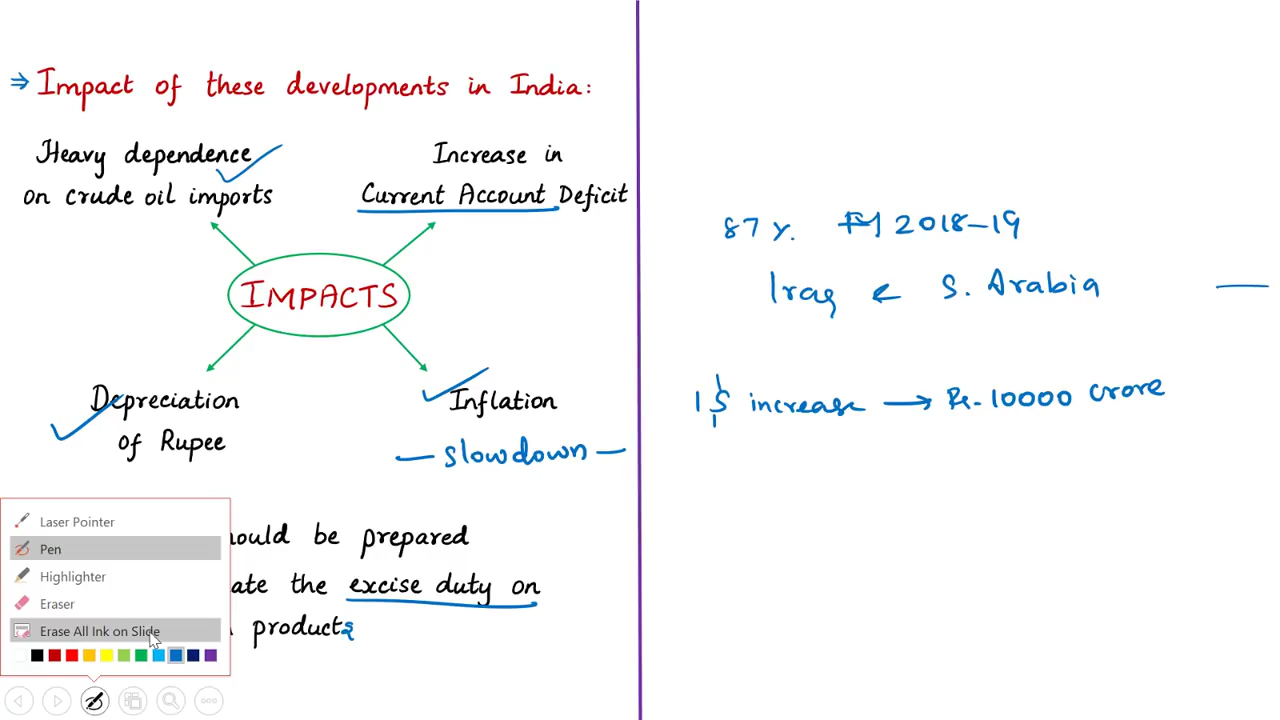 ⇒ Impact of these developments in India:
Heavy dependence
on crude oil imports
Increase in
Current Account Deficit
IMPACTS
Depreciation
of Rupee
Inflation
— slowdown —
ould be prepared
ate the excise duty on
products
Laser Pointer
Pen
Highlighter
Eraser
Erase All Ink on Slide
87 %. FY 2018-19
Iraq & S. Arabia
1 $ increase → Rs. 10000 crore